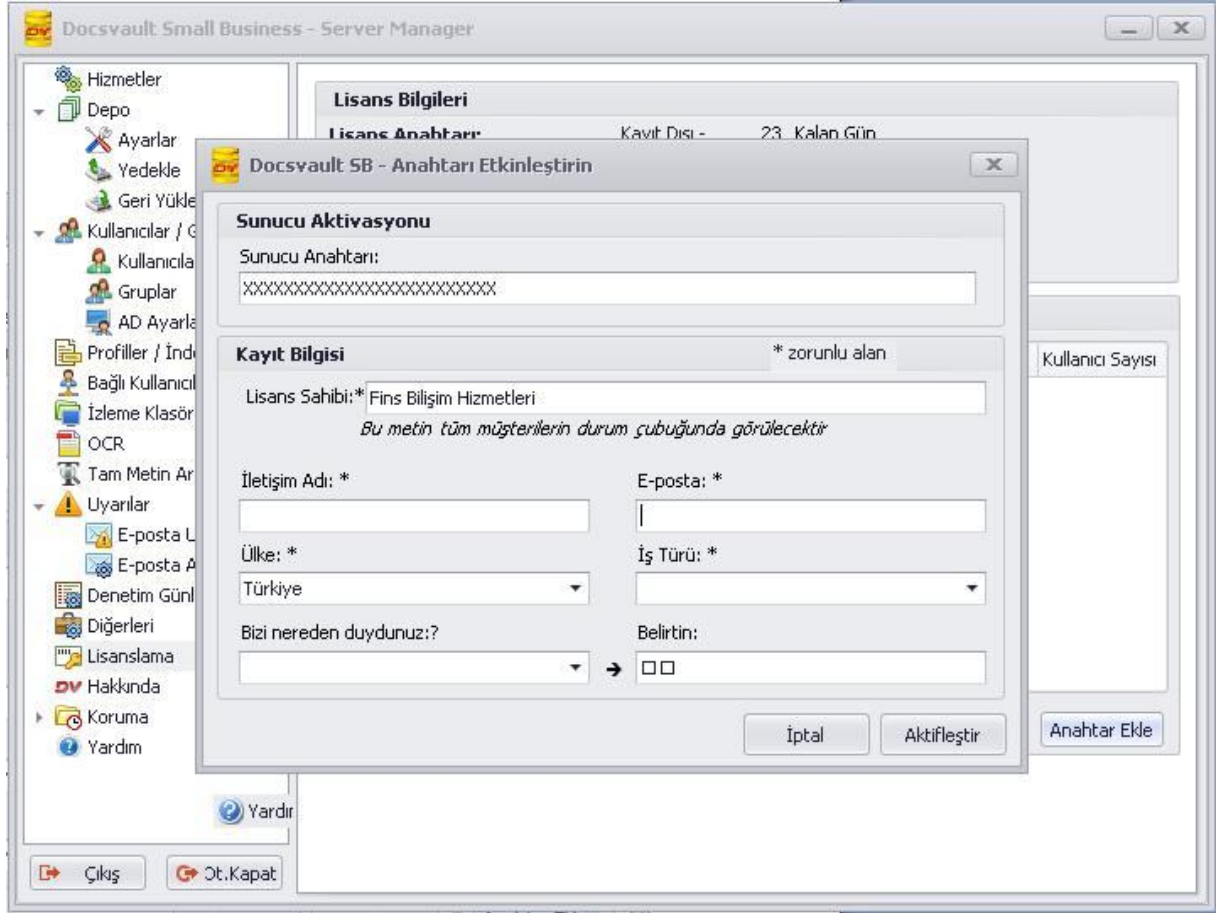 Docsvault Small Business - Server Manager
Hizmetler
Depo
Ayarlar
Yedekle
Geri Yükle
Kullanıcılar / G
Kullanıcıla
Gruplar
AD Ayarla
Profiller / İnd
Bağlı Kullanıcıl
İzleme Klasör
OCR
Tam Metin Ar
Uyarılar
E-posta U
E-posta A
Denetim Günl
Diğerleri
Lisanslama
DV Hakkında
Koruma
Yardım
Yardır
Çıkış
Ot.Kapat
Lisans Bilgileri
Lisans Anahtarı: Kayıt Dışı - 23 Kalan Gün
Kullanıcı Sayısı
Anahtar Ekle
Docsvault SB - Anahtarı Etkinleştirin
Sunucu Aktivasyonu
Sunucu Anahtarı:
XXXXXXXXXXXXXXXXXXXXXXXXX
Kayıt Bilgisi * zorunlu alan
Lisans Sahibi:* Fins Bilişim Hizmetleri
Bu metin tüm müşterilerin durum çubuğunda görülecektir
İletişim Adı: * E-posta: *
Ülke: * İş Türü: *
Türkiye
Bizi nereden duydunuz:? Belirtin:
➔ □□
İptal Aktifleştir